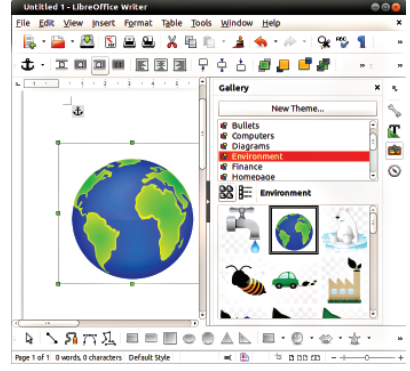 Untitled 1 - LibreOffice Writer
File Edit View Insert Format Table Tools Window Help
Gallery
New Theme...
Bullets
Computers
Diagrams
Environment
Finance
Homepage
Environment
Page 1 of 1 0 words, 0 characters Default Style